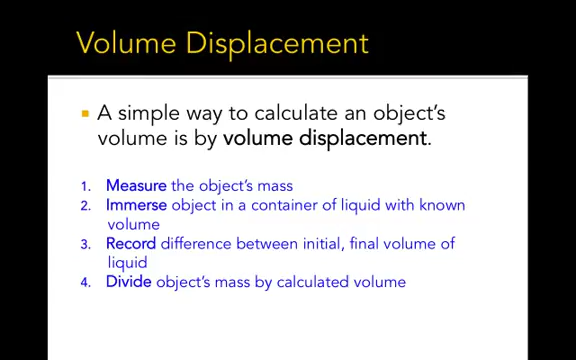 Volume Displacement
A simple way to calculate an object's
volume is by volume displacement.
1. Measure the object's mass
2. Immerse object in a container of liquid with known
volume
3. Record difference between initial, final volume of
liquid
4. Divide object's mass by calculated volume